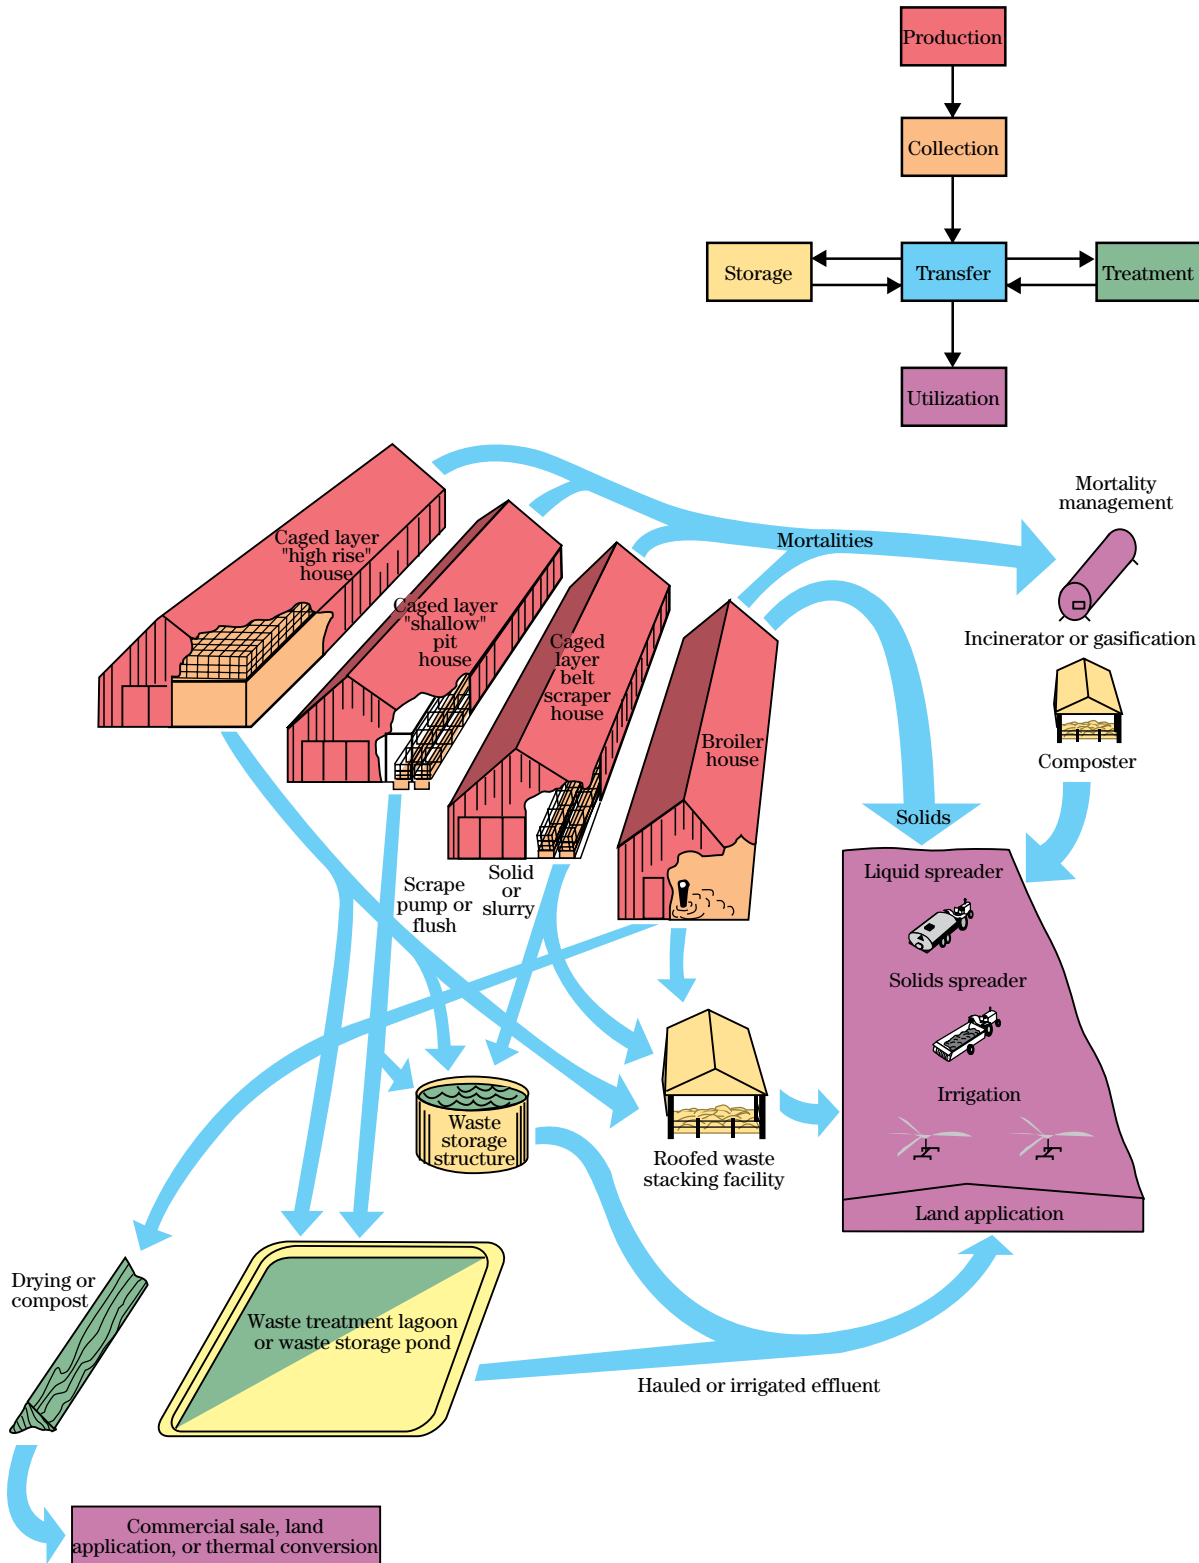 Production
Collection
Storage
Transfer
Treatment
Utilization
Mortality
management
Caged layer
"high rise"
house
Mortalities
Caged layer
"shallow"
pit
house
Caged
layer
belt
scraper
house
Incinerator or gasification
Broiler
house
Composter
Solids
Scrape
pump or
flush
Solid
or
slurry
Liquid spreader
Solids spreader
Irrigation
Waste
storage
structure
Roofed waste
stacking facility
Land application
Drying or
compost
Waste treatment lagoon
or waste storage pond
Hauled or irrigated effluent
Commercial sale, land
application, or thermal conversion